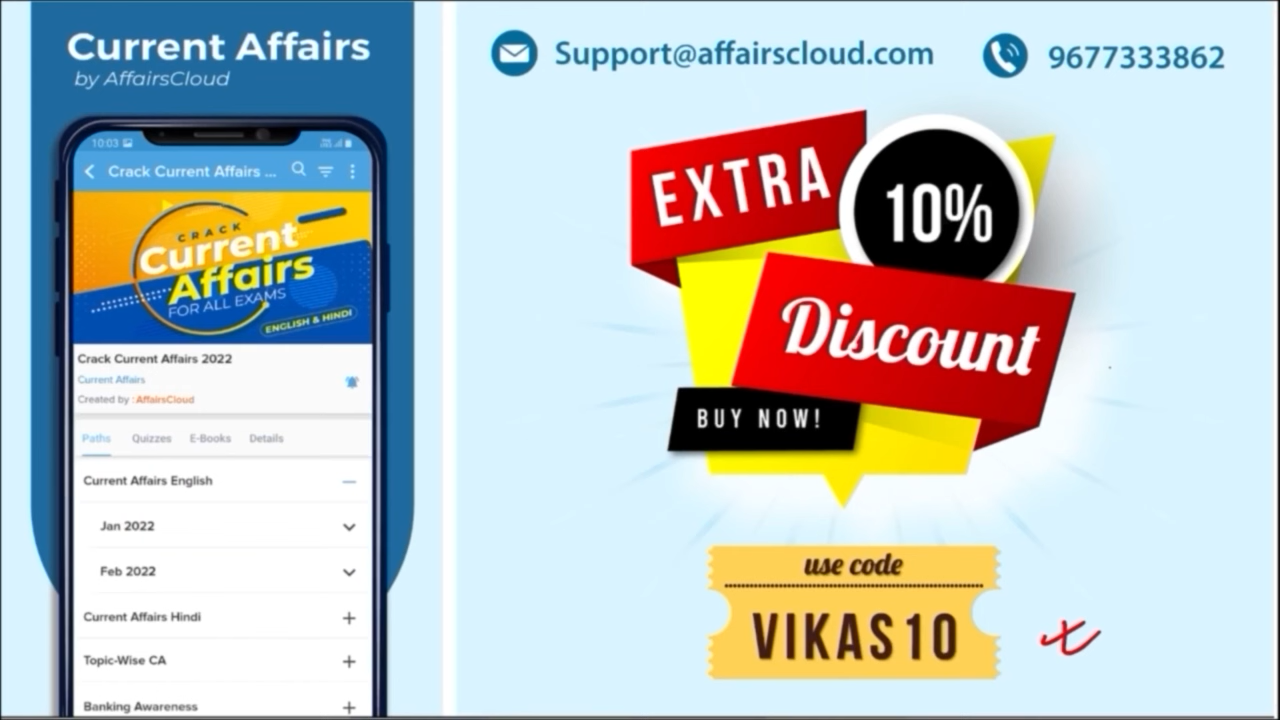 Current Affairs
by AffairsCloud
10:03
Crack Current Affairs ...
CRACK
Current
Affairs
FOR ALL EXAMS
ENGLISH & HINDI
Crack Current Affairs 2022
Current Affairs
Created by : AffairsCloud
Paths Quizzes E-Books Details
Current Affairs English
Jan 2022
Feb 2022
Current Affairs Hindi
Topic-Wise CA
Banking Awareness
Support@affairscloud.com 9677333862
EXTRA
10%
Discount
BUY NOW!
use code
VIKAS10